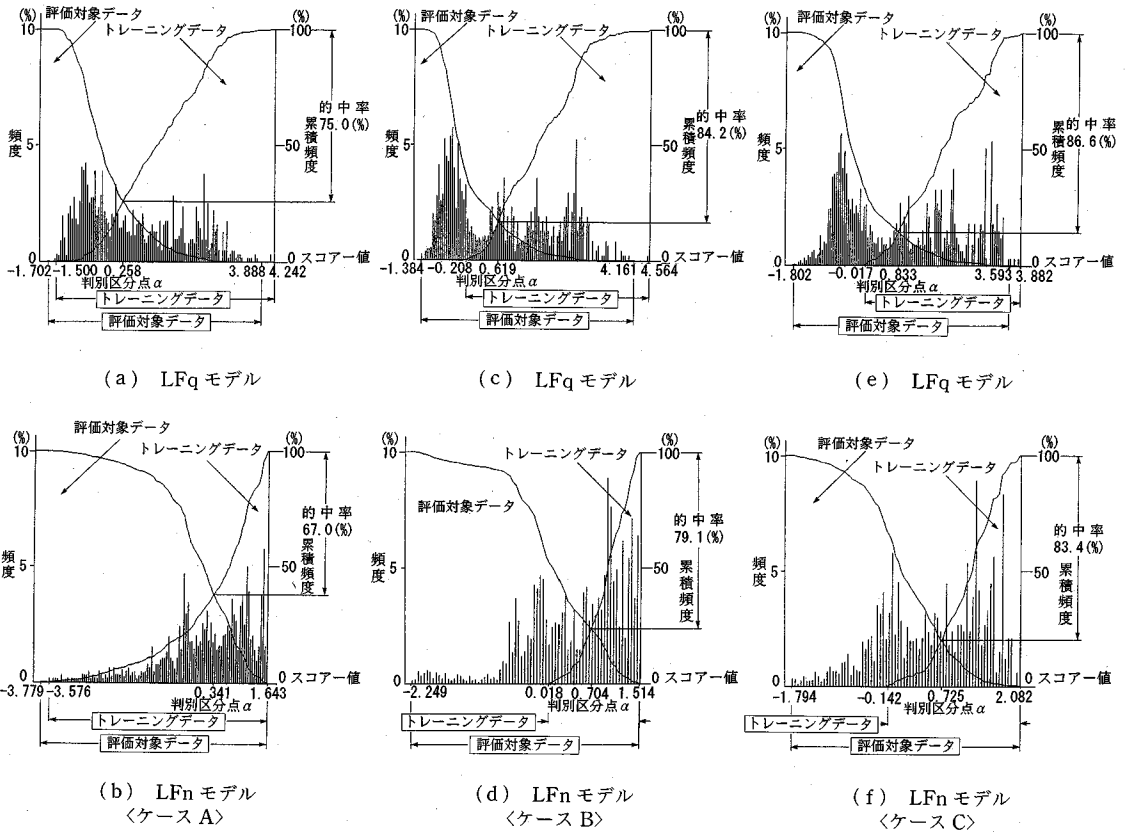 (%)
評価対象データ
(%)
10
トレーニングデータ
100
的中率
75.0(%)
頻度
5
50
累積頻度
0
0 スコアー値
-1.702 -1.500 0.258 3.888 4.242
判別区分点α
トレーニングデータ
評価対象データ
(a) LFq モデル
(%)
評価対象データ
(%)
10
トレーニングデータ
100
的中率
84.2(%)
頻度
5
50
累積頻度
0
0 スコアー値
-1.384 -0.208 0.619 4.161 4.564
判別区分点α
トレーニングデータ
評価対象データ
(c) LFq モデル
(%)
評価対象データ
(%)
10
トレーニングデータ
100
的中率
86.6(%)
頻度
5
50
累積頻度
0
0 スコアー値
-1.802 -0.017 0.833 3.593 3.882
判別区分点α
トレーニングデータ
評価対象データ
(e) LFq モデル
(%)
評価対象データ
(%)
10
トレーニングデータ
100
的中率
67.0(%)
頻度
5
50
累積頻度
0 スコアー値
-3.779 -3.576 0.341 1.643
判別区分点α
トレーニングデータ
評価対象データ
(b) LFn モデル
〈ケース A〉
(%)
(%)
10
トレーニングデータ
100
評価対象データ
的中率
79.1(%)
頻度
5
50
累積頻度
0
0 スコアー値
-2.249 0.018 0.704 1.514
判別区分点α
トレーニングデータ
評価対象データ
(d) LFn モデル
〈ケース B〉
(%)
評価対象データ
(%)
10
トレーニングデータ
100
的中率
83.4(%)
頻度
5
50
累積頻度
0
0 スコアー値
-1.794 -0.142 0.725 2.082
判別区分点α
トレーニングデータ
評価対象データ
(f) LFn モデル
〈ケース C〉